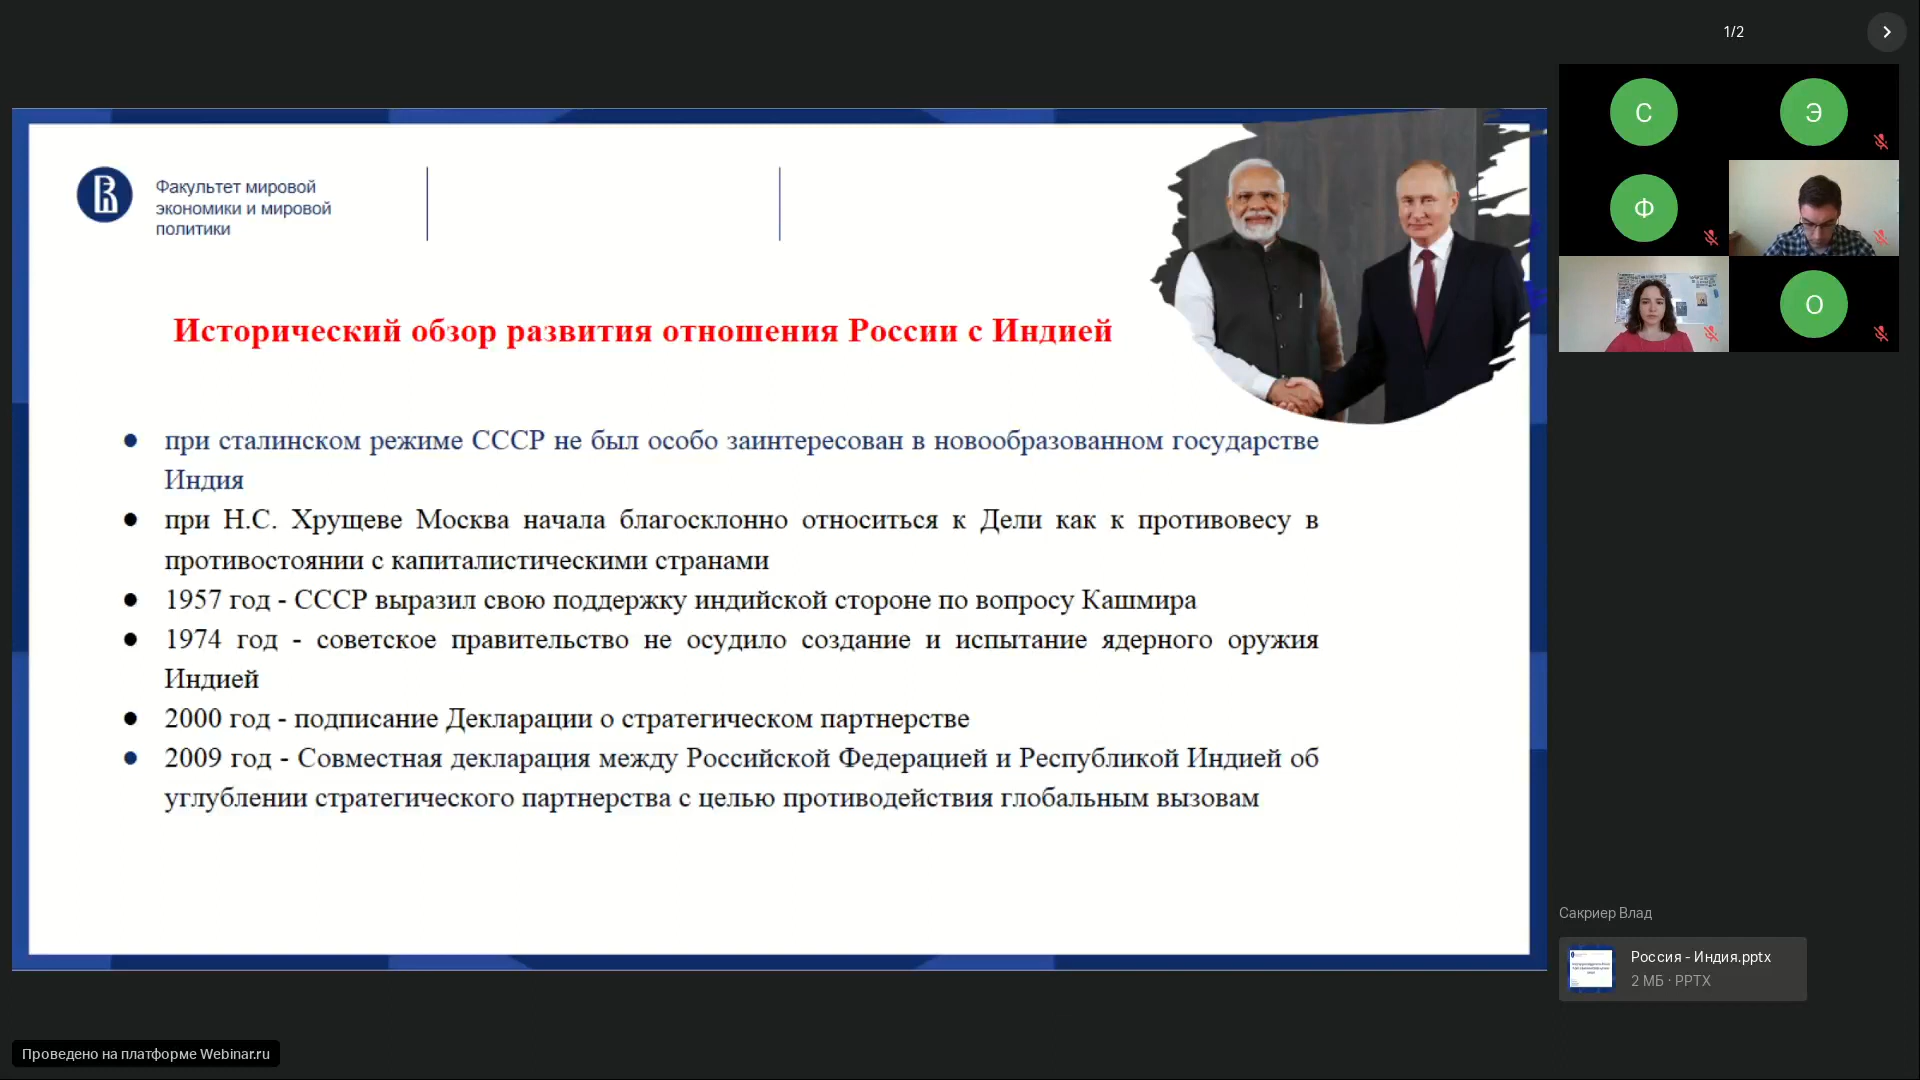 1/2
С
Э
Ф
О
Факультет мировой
экономики и мировой
политики
Исторический обзор развития отношения России с Индией
● при сталинском режиме СССР не был особо заинтересован в новообразованном государстве
Индия
● при Н.С. Хрущеве Москва начала благосклонно относиться к Дели как к противовесу в
противостоянии с капиталистическими странами
● 1957 год - СССР выразил свою поддержку индийской стороне по вопросу Кашмира
● 1974 год - советское правительство не осудило создание и испытание ядерного оружия
Индией
● 2000 год - подписание Декларации о стратегическом партнерстве
● 2009 год - Совместная декларация между Российской Федерацией и Республикой Индией об
углублении стратегического партнерства с целью противодействия глобальным вызовам
Сакриер Влад
Россия - Индия.pptx
2 МБ · PPTX
Проведено на платформе Webinar.ru